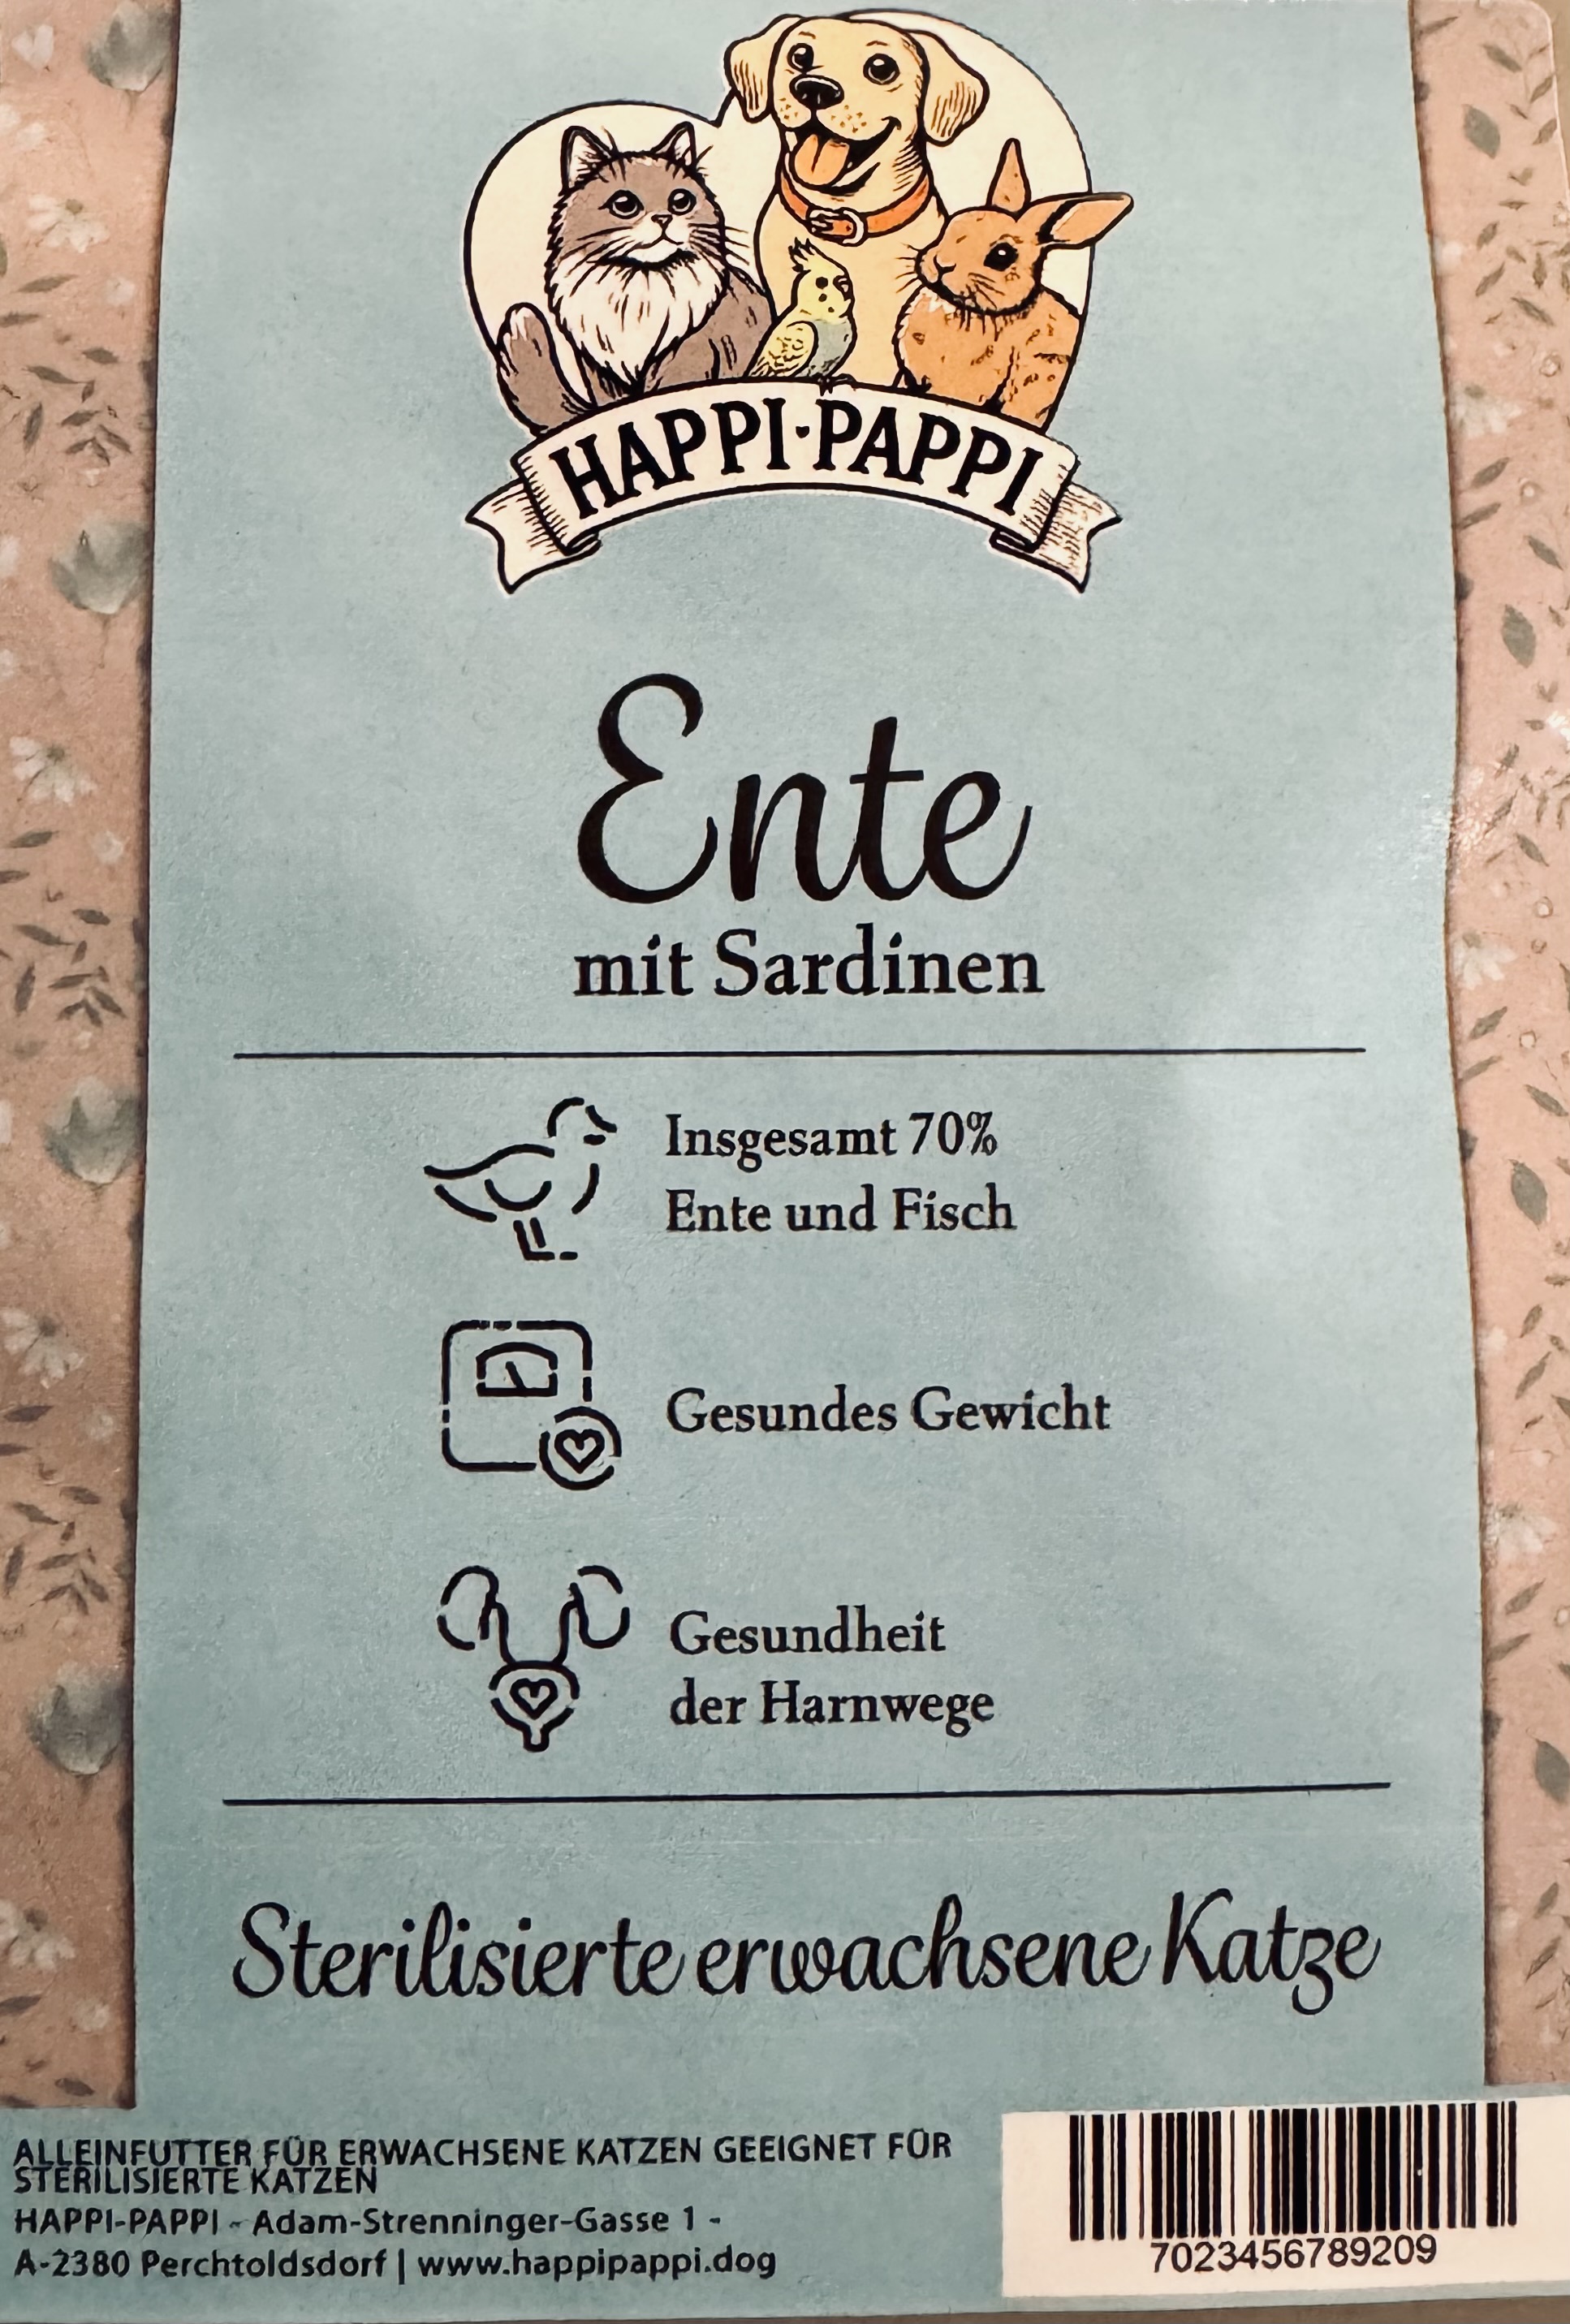 HAPPI·PAPPI
Ente
mit Sardinen
Insgesamt 70%
Ente und Fisch
Gesundes Gewicht
Gesundheit
der Harnwege
Sterilisierte erwachsene Katze
ALLEINFUTTER FÜR ERWACHSENE KATZEN GEEIGNET FÜR
STERILISIERTE KATZEN
HAPPI-PAPPI - Adam-Strenninger-Gasse 1 -
A-2380 Perchtoldsdorf | www.happipappi.dog
7023456789209